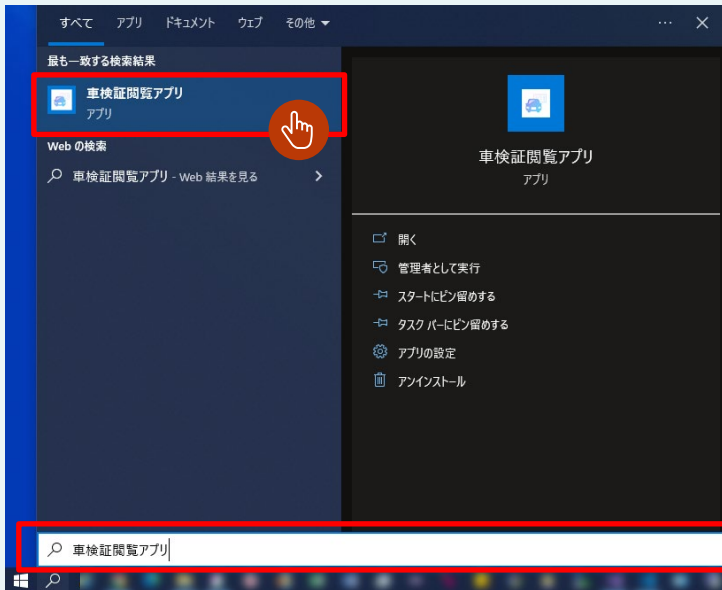 すべて アプリ ドキュメント ウェブ その他 ▼ ... ×
最も一致する検索結果
車検証閲覧アプリ
アプリ
Web の検索
車検証閲覧アプリ - Web 結果を見る >
車検証閲覧アプリ
アプリ
開く
管理者として実行
スタートにピン留めする
タスク バーにピン留めする
アプリの設定
アンインストール
車検証閲覧アプリ